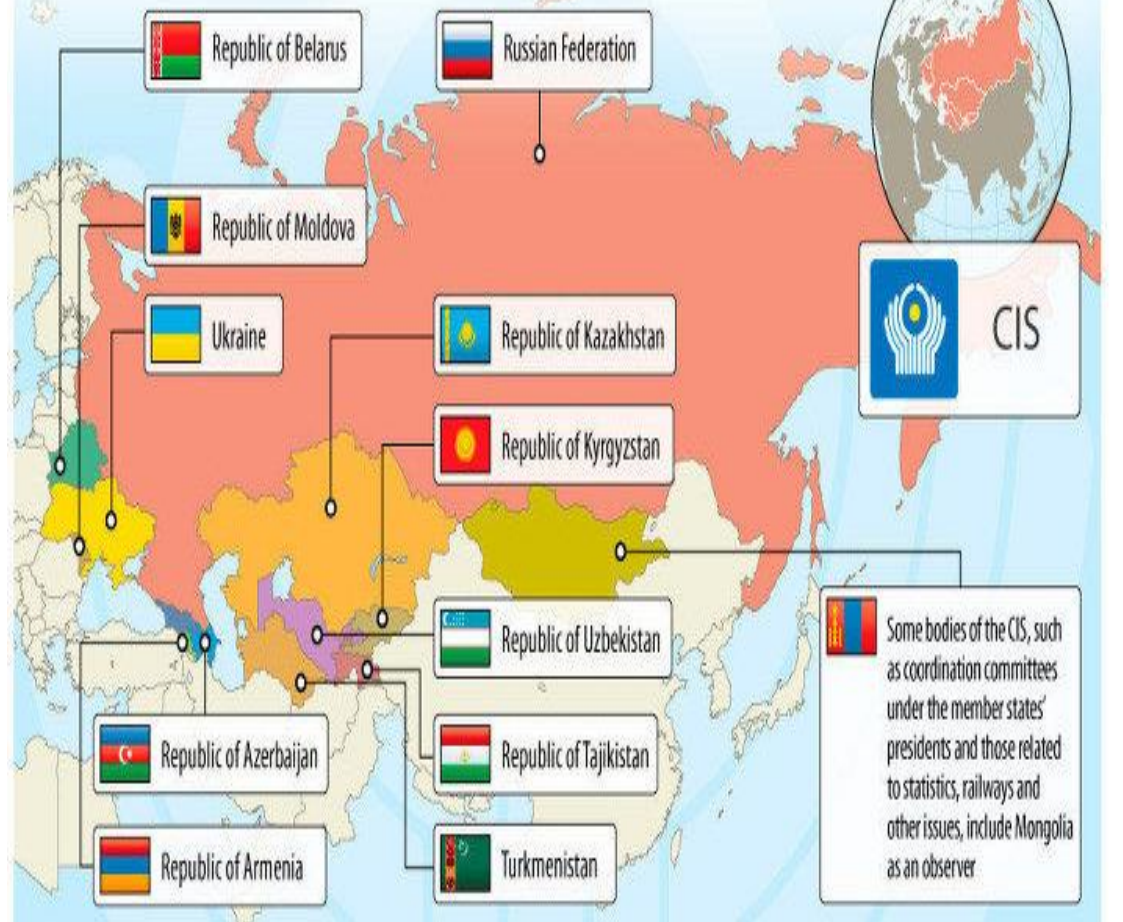 Republic of Belarus
Russian Federation
Republic of Moldova
Ukraine
Republic of Kazakhstan
CIS
Republic of Kyrgyzstan
Republic of Uzbekistan
Some bodies of the CIS, such
as coordination committees
under the member states'
presidents and those related
to statistics, railways and
other issues, include Mongolia
as an observer
Republic of Azerbaijan
Republic of Tajikistan
Republic of Armenia
Turkmenistan